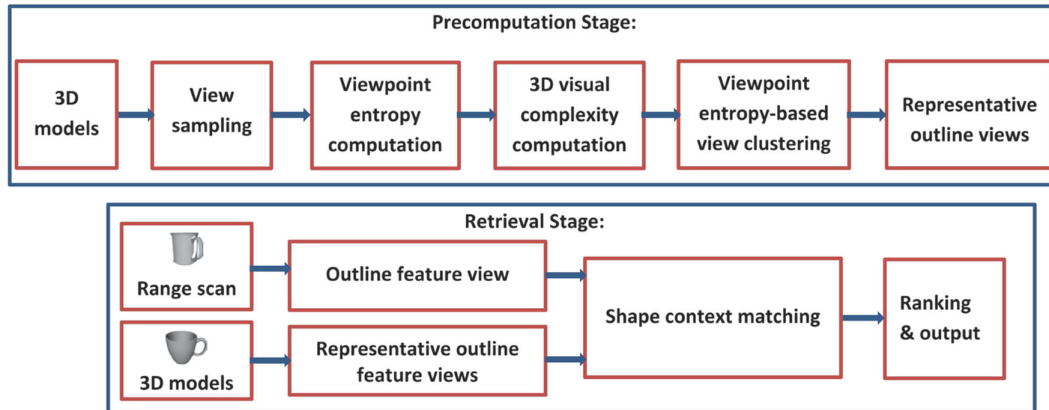 Precomputation Stage:
3D
models
View
sampling
Viewpoint
entropy
computation
3D visual
complexity
computation
Viewpoint
entropy-based
view clustering
Representative
outline views
Retrieval Stage:
Range scan
Outline feature view
3D models
Representative outline
feature views
Shape context matching
Ranking
& output